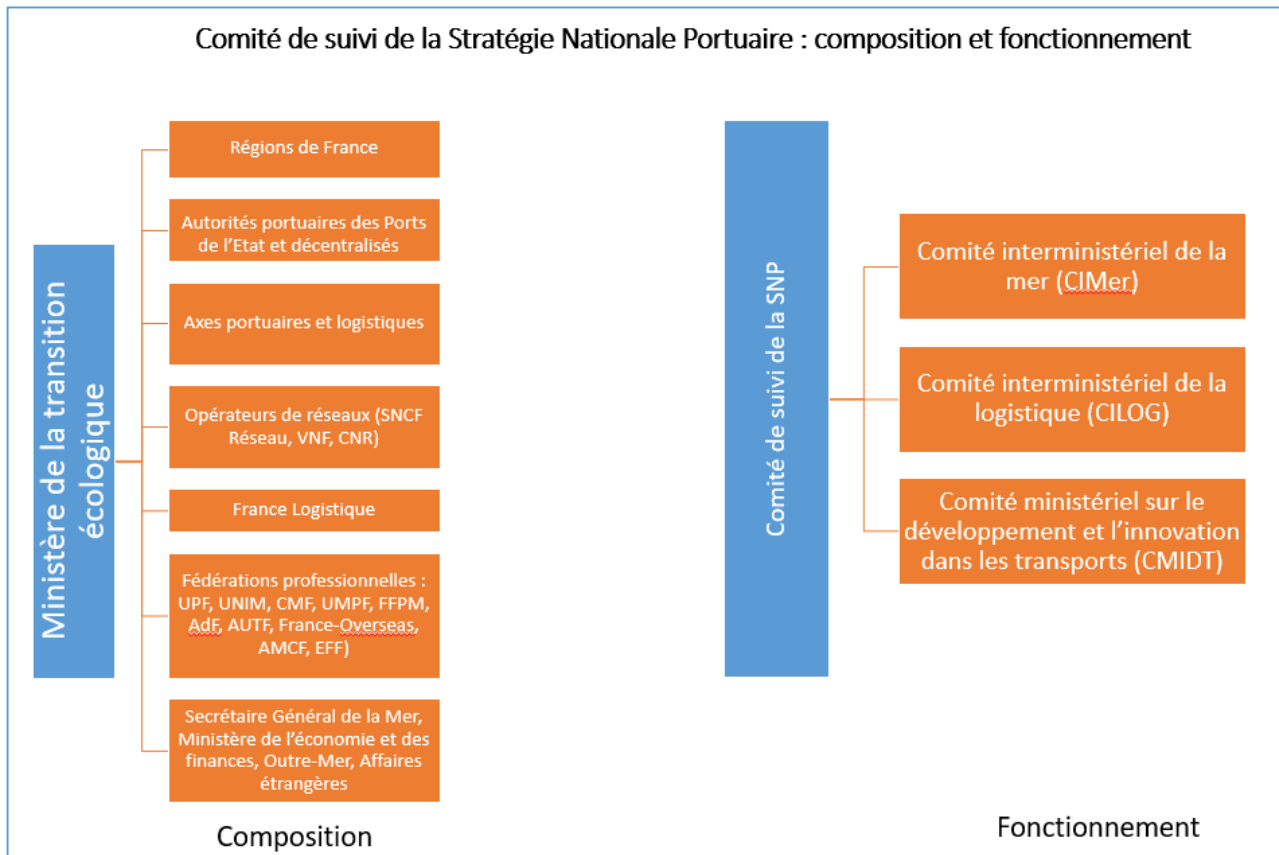 Comité de suivi de la Stratégie Nationale Portuaire : composition et fonctionnement
Ministère de la transition
écologique
Régions de France
Autorités portuaires des Ports
de l'Etat et décentralisés
Axes portuaires et logistiques
Opérateurs de réseaux (SNCF
Réseau, VNF, CNR)
France Logistique
Fédérations professionnelles :
UPF, UNIM, CMF, UMPF, FFPM,
AdF, AUTF, France-Overseas,
AMCF, EFF)
Secrétaire Général de la Mer,
Ministère de l'économie et des
finances, Outre-Mer, Affaires
étrangères
Composition
Comité de suivi de la SNP
Comité interministériel de la
mer (CIMer)
Comité interministériel de la
logistique (CILOG)
Comité ministériel sur le
développement et l'innovation
dans les transports (CMIDT)
Fonctionnement